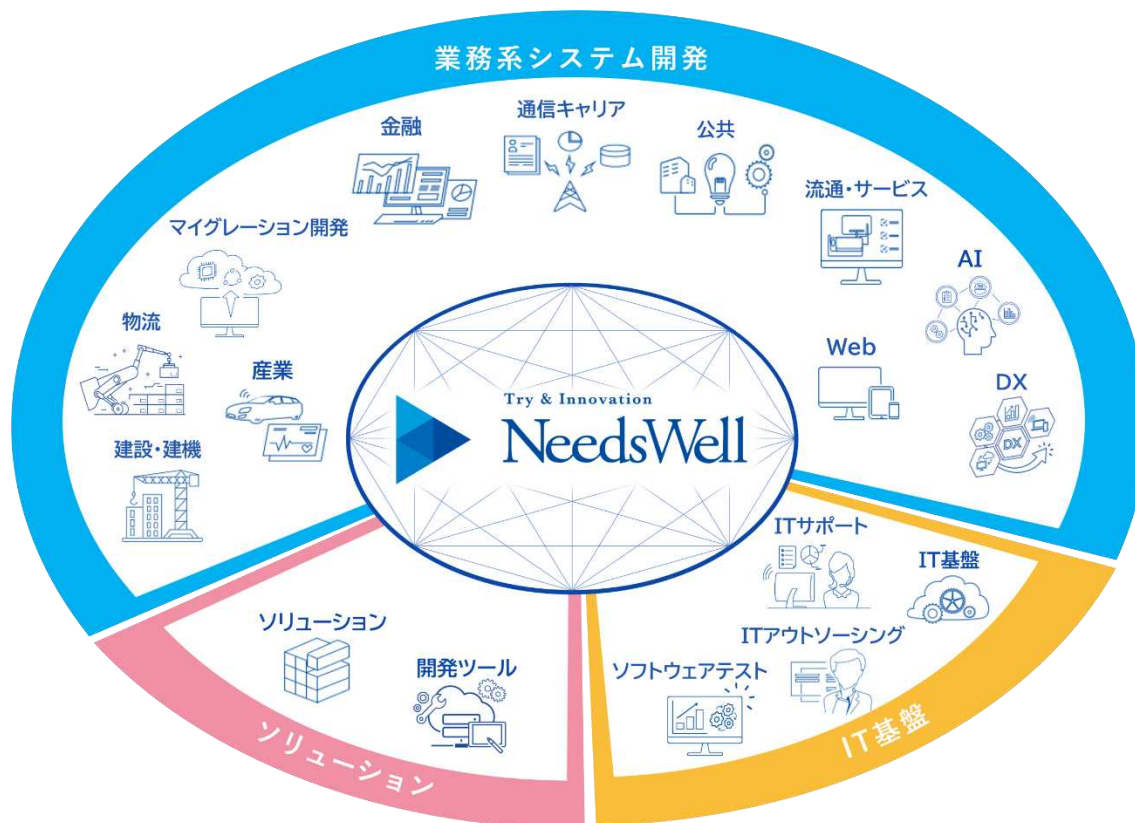 業務系システム開発
通信キャリア
金融
公共
流通・サービス
マイグレーション開発
AI
物流
Web
産業
DX
建設・建機
Try & Innovation
NeedsWell
ITサポート
IT基盤
ソリューション
ITアウトソーシング
開発ツール
ソフトウェアテスト
ソリューション
IT基盤
DX